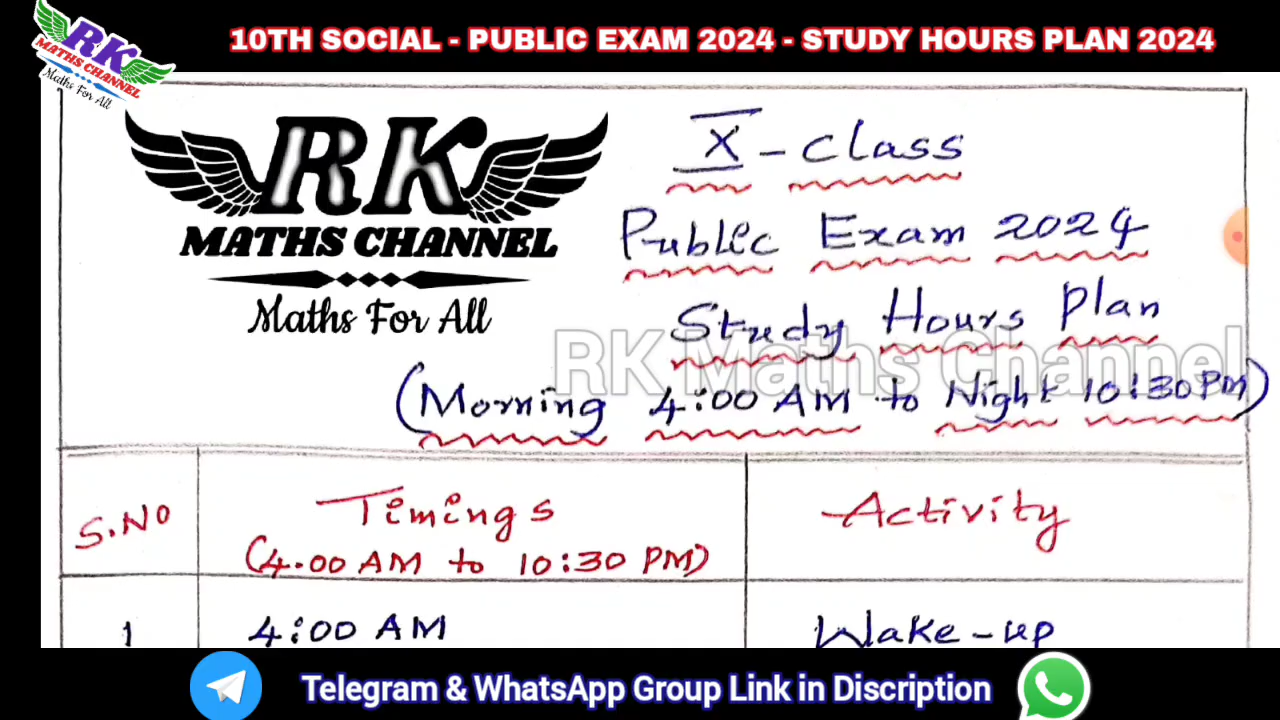 RK
MATHS CHANNEL
Maths For All
10TH SOCIAL - PUBLIC EXAM 2024 - STUDY HOURS PLAN 2024
RK
MATHS CHANNEL
Maths For All
X - class
Public Exam 2024
Study Hours Plan
RK Maths Channel
(Morning 4:00 AM to Night 10:30 PM)
S.NO Timings Activity
(4.00 AM to 10:30 PM)
1 4:00 AM Wake-up
Telegram & WhatsApp Group Link in Discription